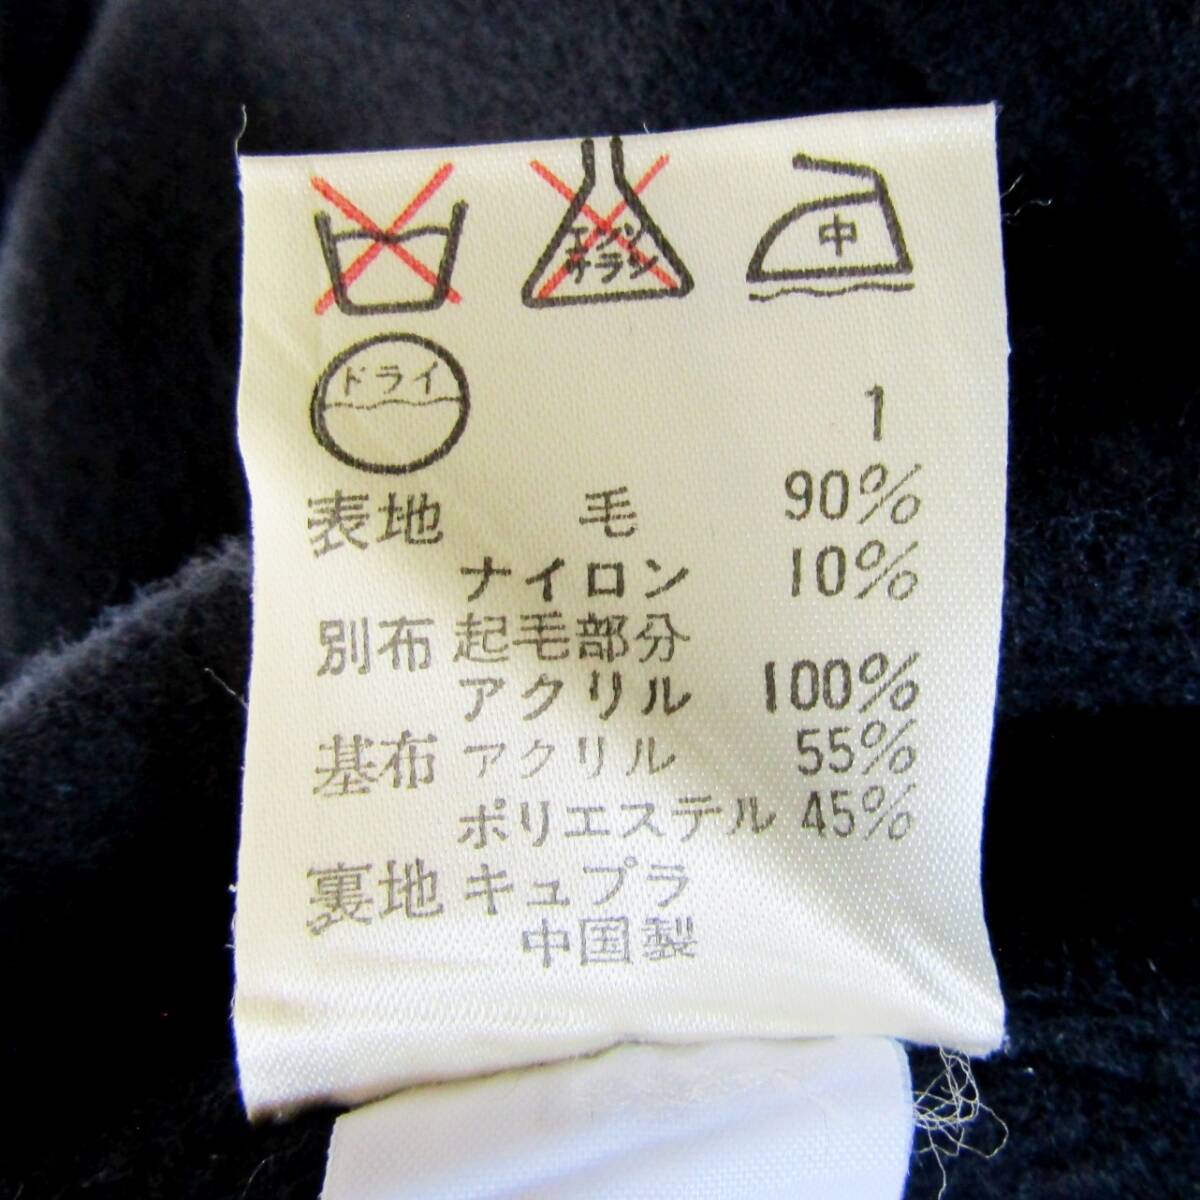 エンソ
サラシ
中
ドライ
1
表地 毛 90%
ナイロン 10%
別布 起毛部分
アクリル 100%
基布 アクリル 55%
ポリエステル 45%
裏地 キュプラ
中国製